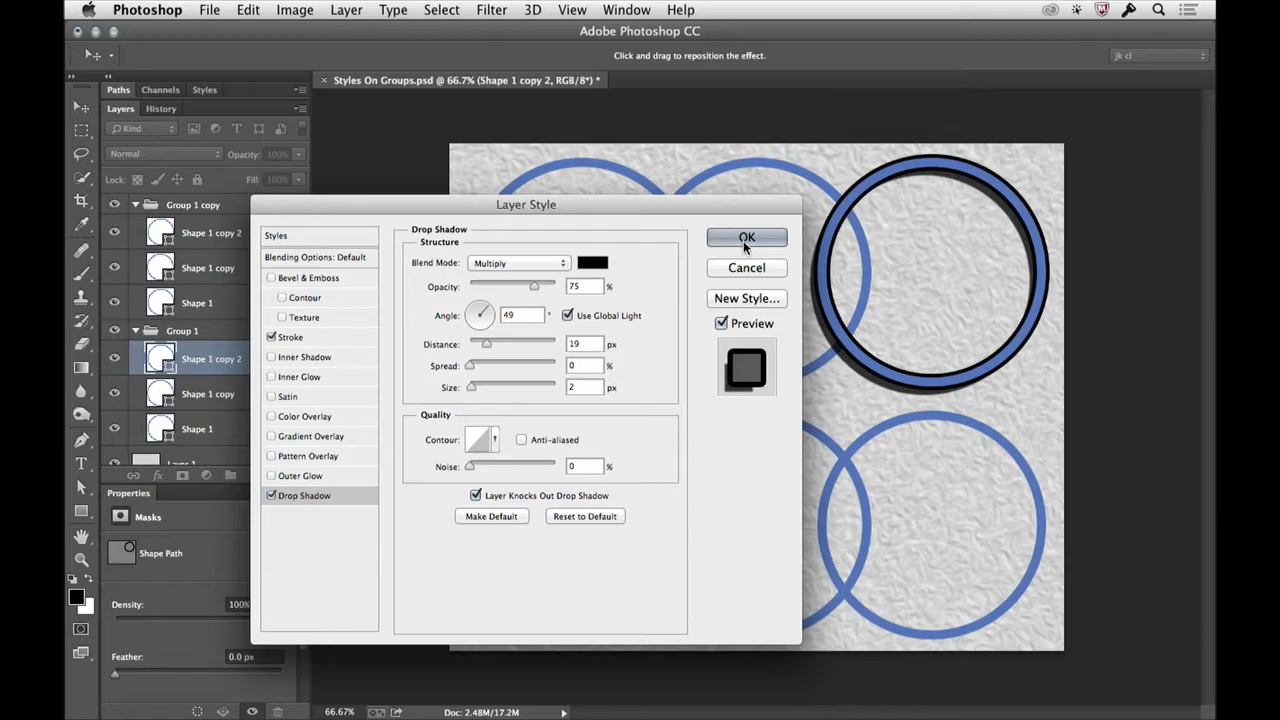 Photoshop File Edit Image Layer Type Select Filter 3D View Window Help
Adobe Photoshop CC
Click and drag to reposition the effect.
jk cl
Paths Channels Styles
× Styles On Groups.psd @ 66.7% (Shape 1 copy 2, RGB/8*) *
Layers History
Kind
Normal Opacity: 100%
Lock: Fill: 100%
Group 1 copy
Shape 1 copy 2
Shape 1 copy
Shape 1
Group 1
Shape 1 copy 2
Shape 1 copy
Shape 1
Layer 1
fx
Properties
Masks
Shape Path
Density: 100%
Feather: 0.0 px
Layer Style
Styles
Blending Options: Default
Bevel & Emboss
Contour
Texture
Stroke
Inner Shadow
Inner Glow
Satin
Color Overlay
Gradient Overlay
Pattern Overlay
Outer Glow
Drop Shadow
Drop Shadow
Structure
Blend Mode: Multiply
Opacity: 75 %
Angle: 49 ° Use Global Light
Distance: 19 px
Spread: 0 %
Size: 2 px
Quality
Contour: Anti-aliased
Noise: 0 %
Layer Knocks Out Drop Shadow
Make Default Reset to Default
OK
Cancel
New Style...
Preview
66.67% Doc: 2.48M/17.2M